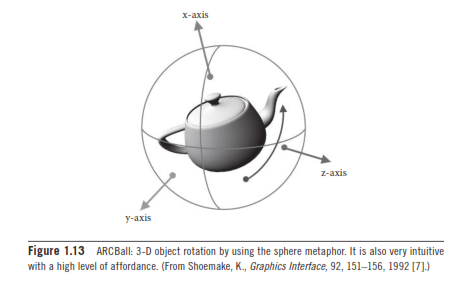 x-axis
z-axis
y-axis
Figure 1.13 ARCBall: 3-D object rotation by using the sphere metaphor. It is also very intuitive
with a high level of affordance. (From Shoemake, K., Graphics Interface, 92, 151–156, 1992 [7].)